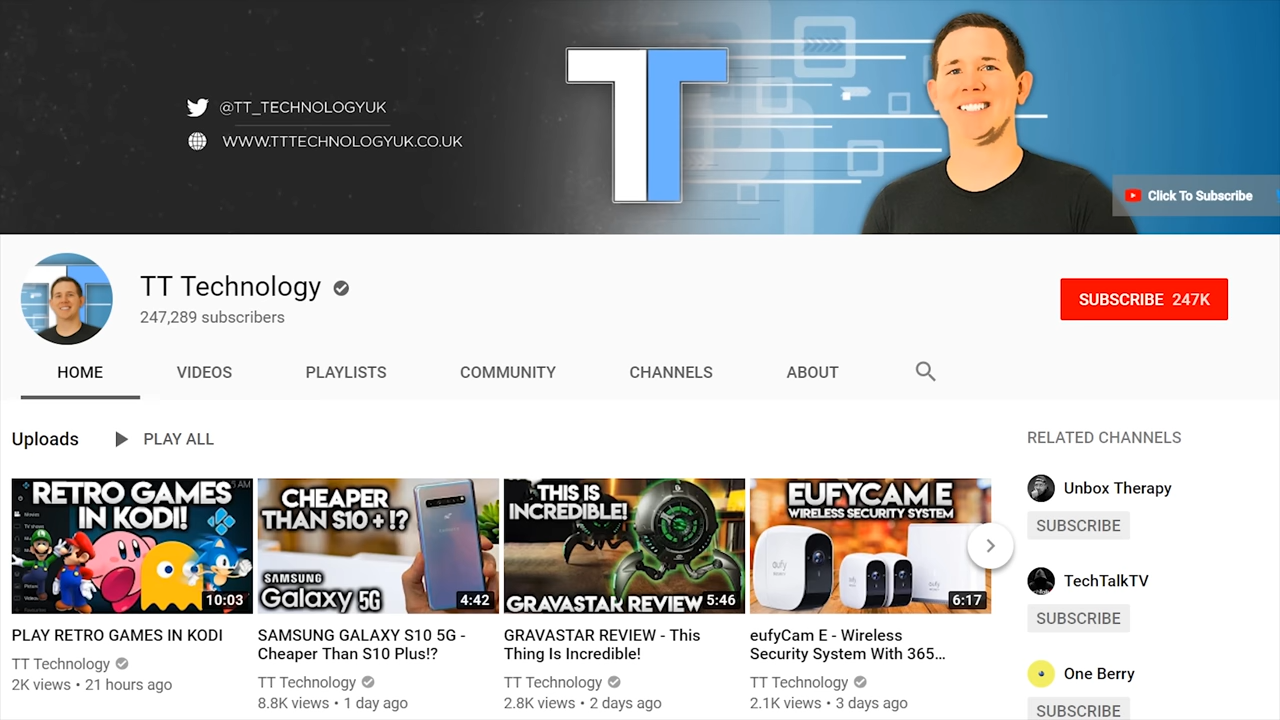 @TT_TECHNOLOGYUK
WWW.TTTECHNOLOGYUK.CO.UK
TT
Click To Subscribe
TT Technology
247,289 subscribers
SUBSCRIBE 247K
HOME VIDEOS PLAYLISTS COMMUNITY CHANNELS ABOUT
Uploads PLAY ALL
RETRO GAMES
IN KODI!
10:03
PLAY RETRO GAMES IN KODI
TT Technology
2K views • 21 hours ago
CHEAPER
THAN S10 + !?
SAMSUNG
Galaxy 5G
4:42
SAMSUNG GALAXY S10 5G -
Cheaper Than S10 Plus!?
TT Technology
8.8K views • 1 day ago
THIS IS
INCREDIBLE!
GRAVASTAR REVIEW
5:46
GRAVASTAR REVIEW - This
Thing Is Incredible!
TT Technology
2.8K views • 2 days ago
EUFYCAM E
WIRELESS SECURITY SYSTEM
eufy
6:17
eufyCam E - Wireless
Security System With 365...
TT Technology
2.1K views • 3 days ago
RELATED CHANNELS
Unbox Therapy
SUBSCRIBE
TechTalkTV
SUBSCRIBE
One Berry
SUBSCRIBE